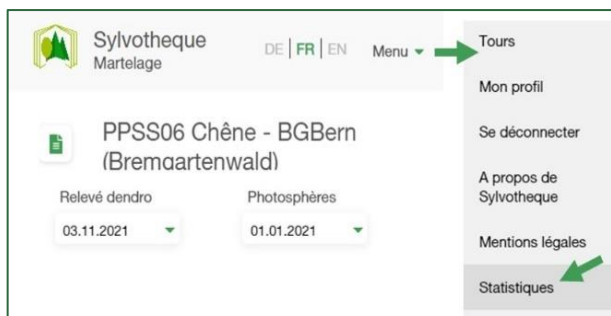 Sylvotheque
Martelage
DE | FR | EN
Menu
PPSS06 Chêne - BGBern
(Bremgartenwald)
Relevé dendro
Photosphères
03.11.2021
01.01.2021
Tours
Mon profil
Se déconnecter
A propos de
Sylvotheque
Mentions légales
Statistiques